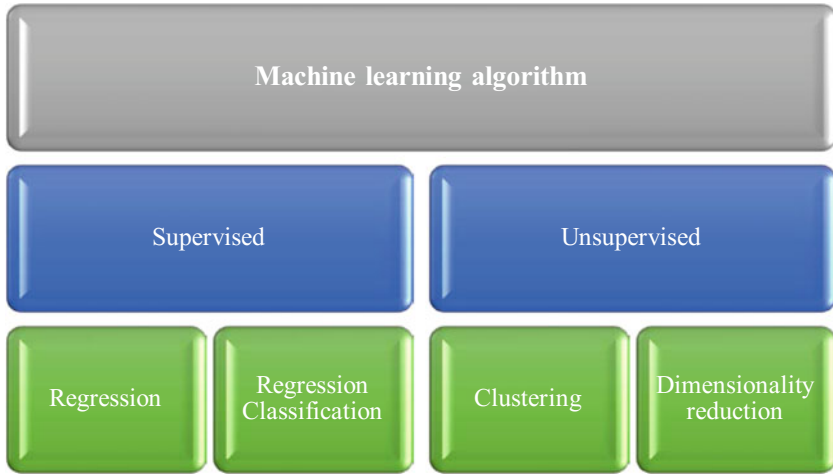 Machine learning algorithm
Supervised
Unsupervised
Regression
Regression
Classification
Clustering
Dimensionality
reduction